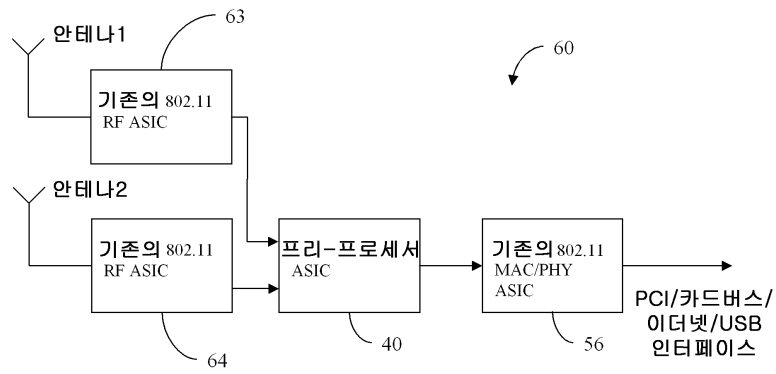 안테나1
63
60
기존의 802.11
RF ASIC
안테나2
기존의 802.11
RF ASIC
64
프리-프로세서
ASIC
40
기존의 802.11
MAC/PHY
ASIC
56
PCI/카드버스/
이더넷/USB
인터페이스